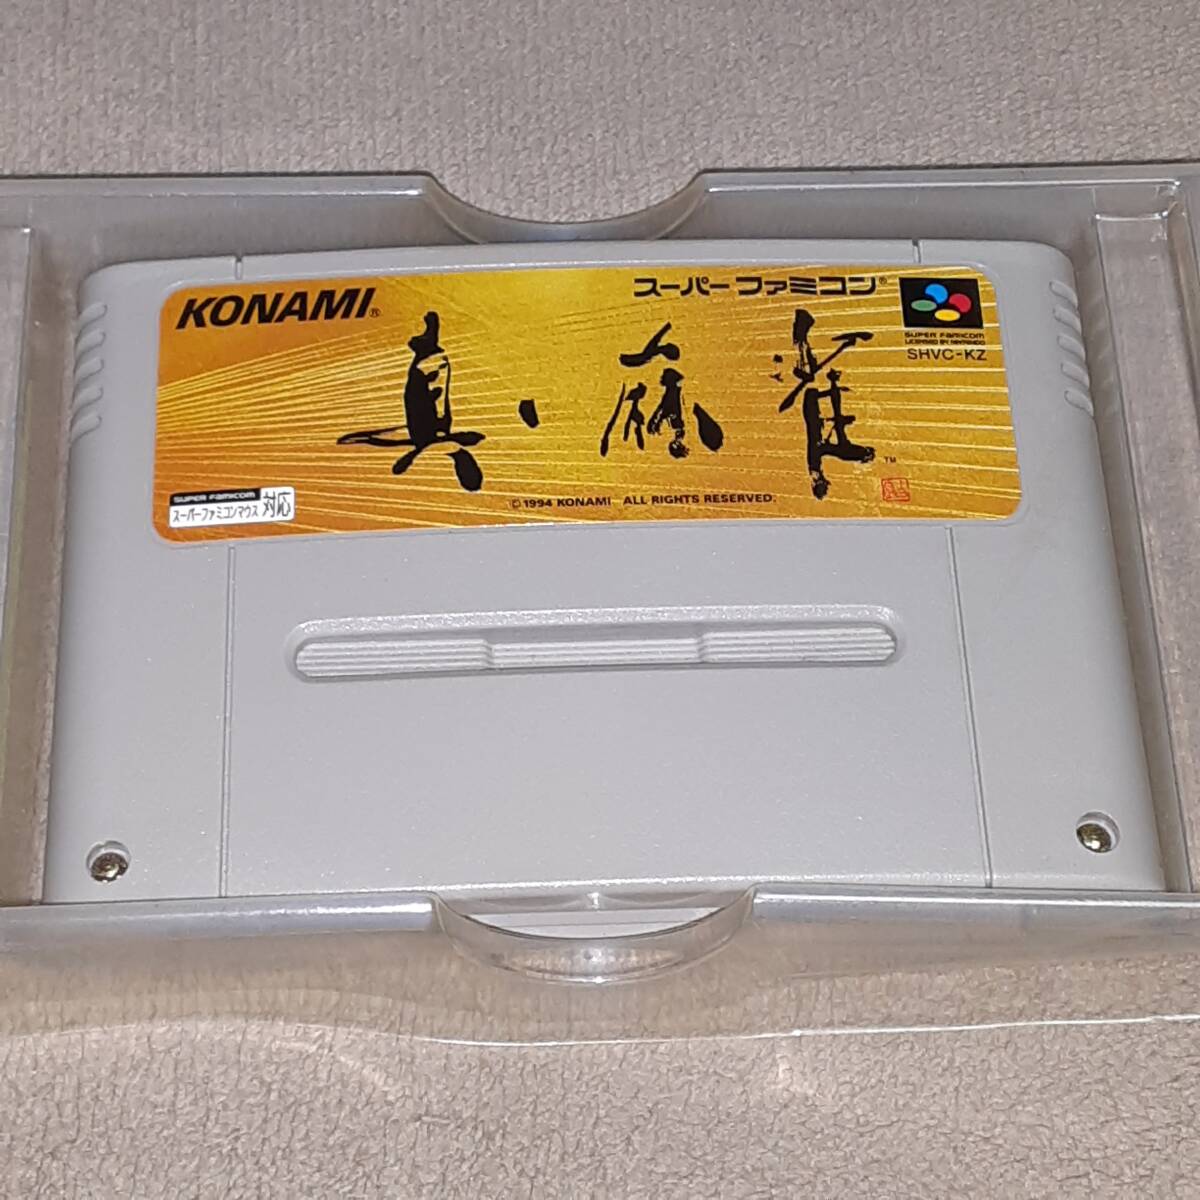 KONAMI®
スーパーファミコン®
SUPER FAMICOM
LICENSED BY NINTENDO
SHVC-KZ
真・麻雀™
©1994 KONAMI ALL RIGHTS RESERVED.
SUPER FAMICOM
スーパーファミコンマウス対応